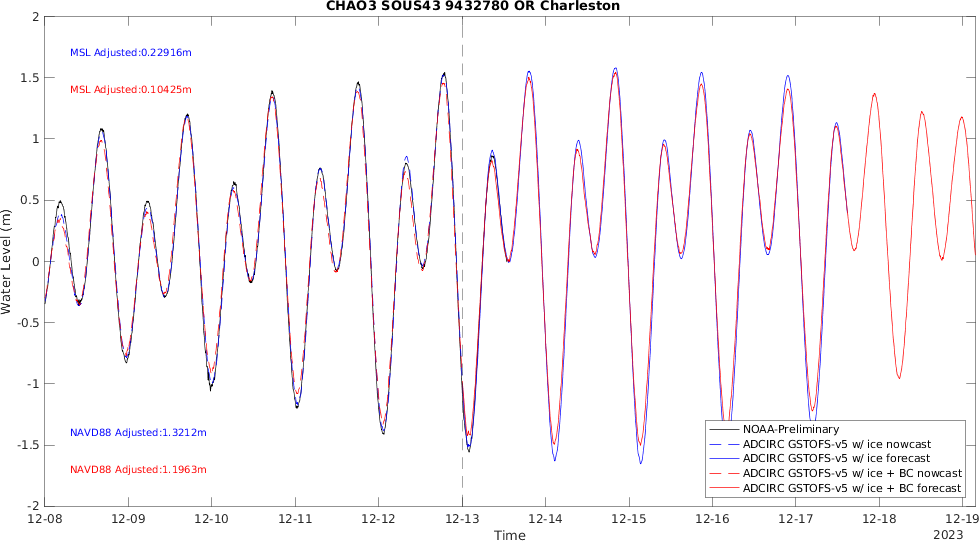 CHAO3 SOUS43 9432780 OR Charleston
2
1.5
1
0.5
0
-0.5
-1
-1.5
-2
Water Level (m)
MSL Adjusted:0.22916m
MSL Adjusted:0.10425m
NAVD88 Adjusted:1.3212m
NAVD88 Adjusted:1.1963m
NOAA-Preliminary
ADCIRC GSTOFS-v5 w/ ice nowcast
ADCIRC GSTOFS-v5 w/ ice forecast
ADCIRC GSTOFS-v5 w/ ice + BC nowcast
ADCIRC GSTOFS-v5 w/ ice + BC forecast
12-08 12-09 12-10 12-11 12-12 12-13 12-14 12-15 12-16 12-17 12-18 12-19
Time
2023